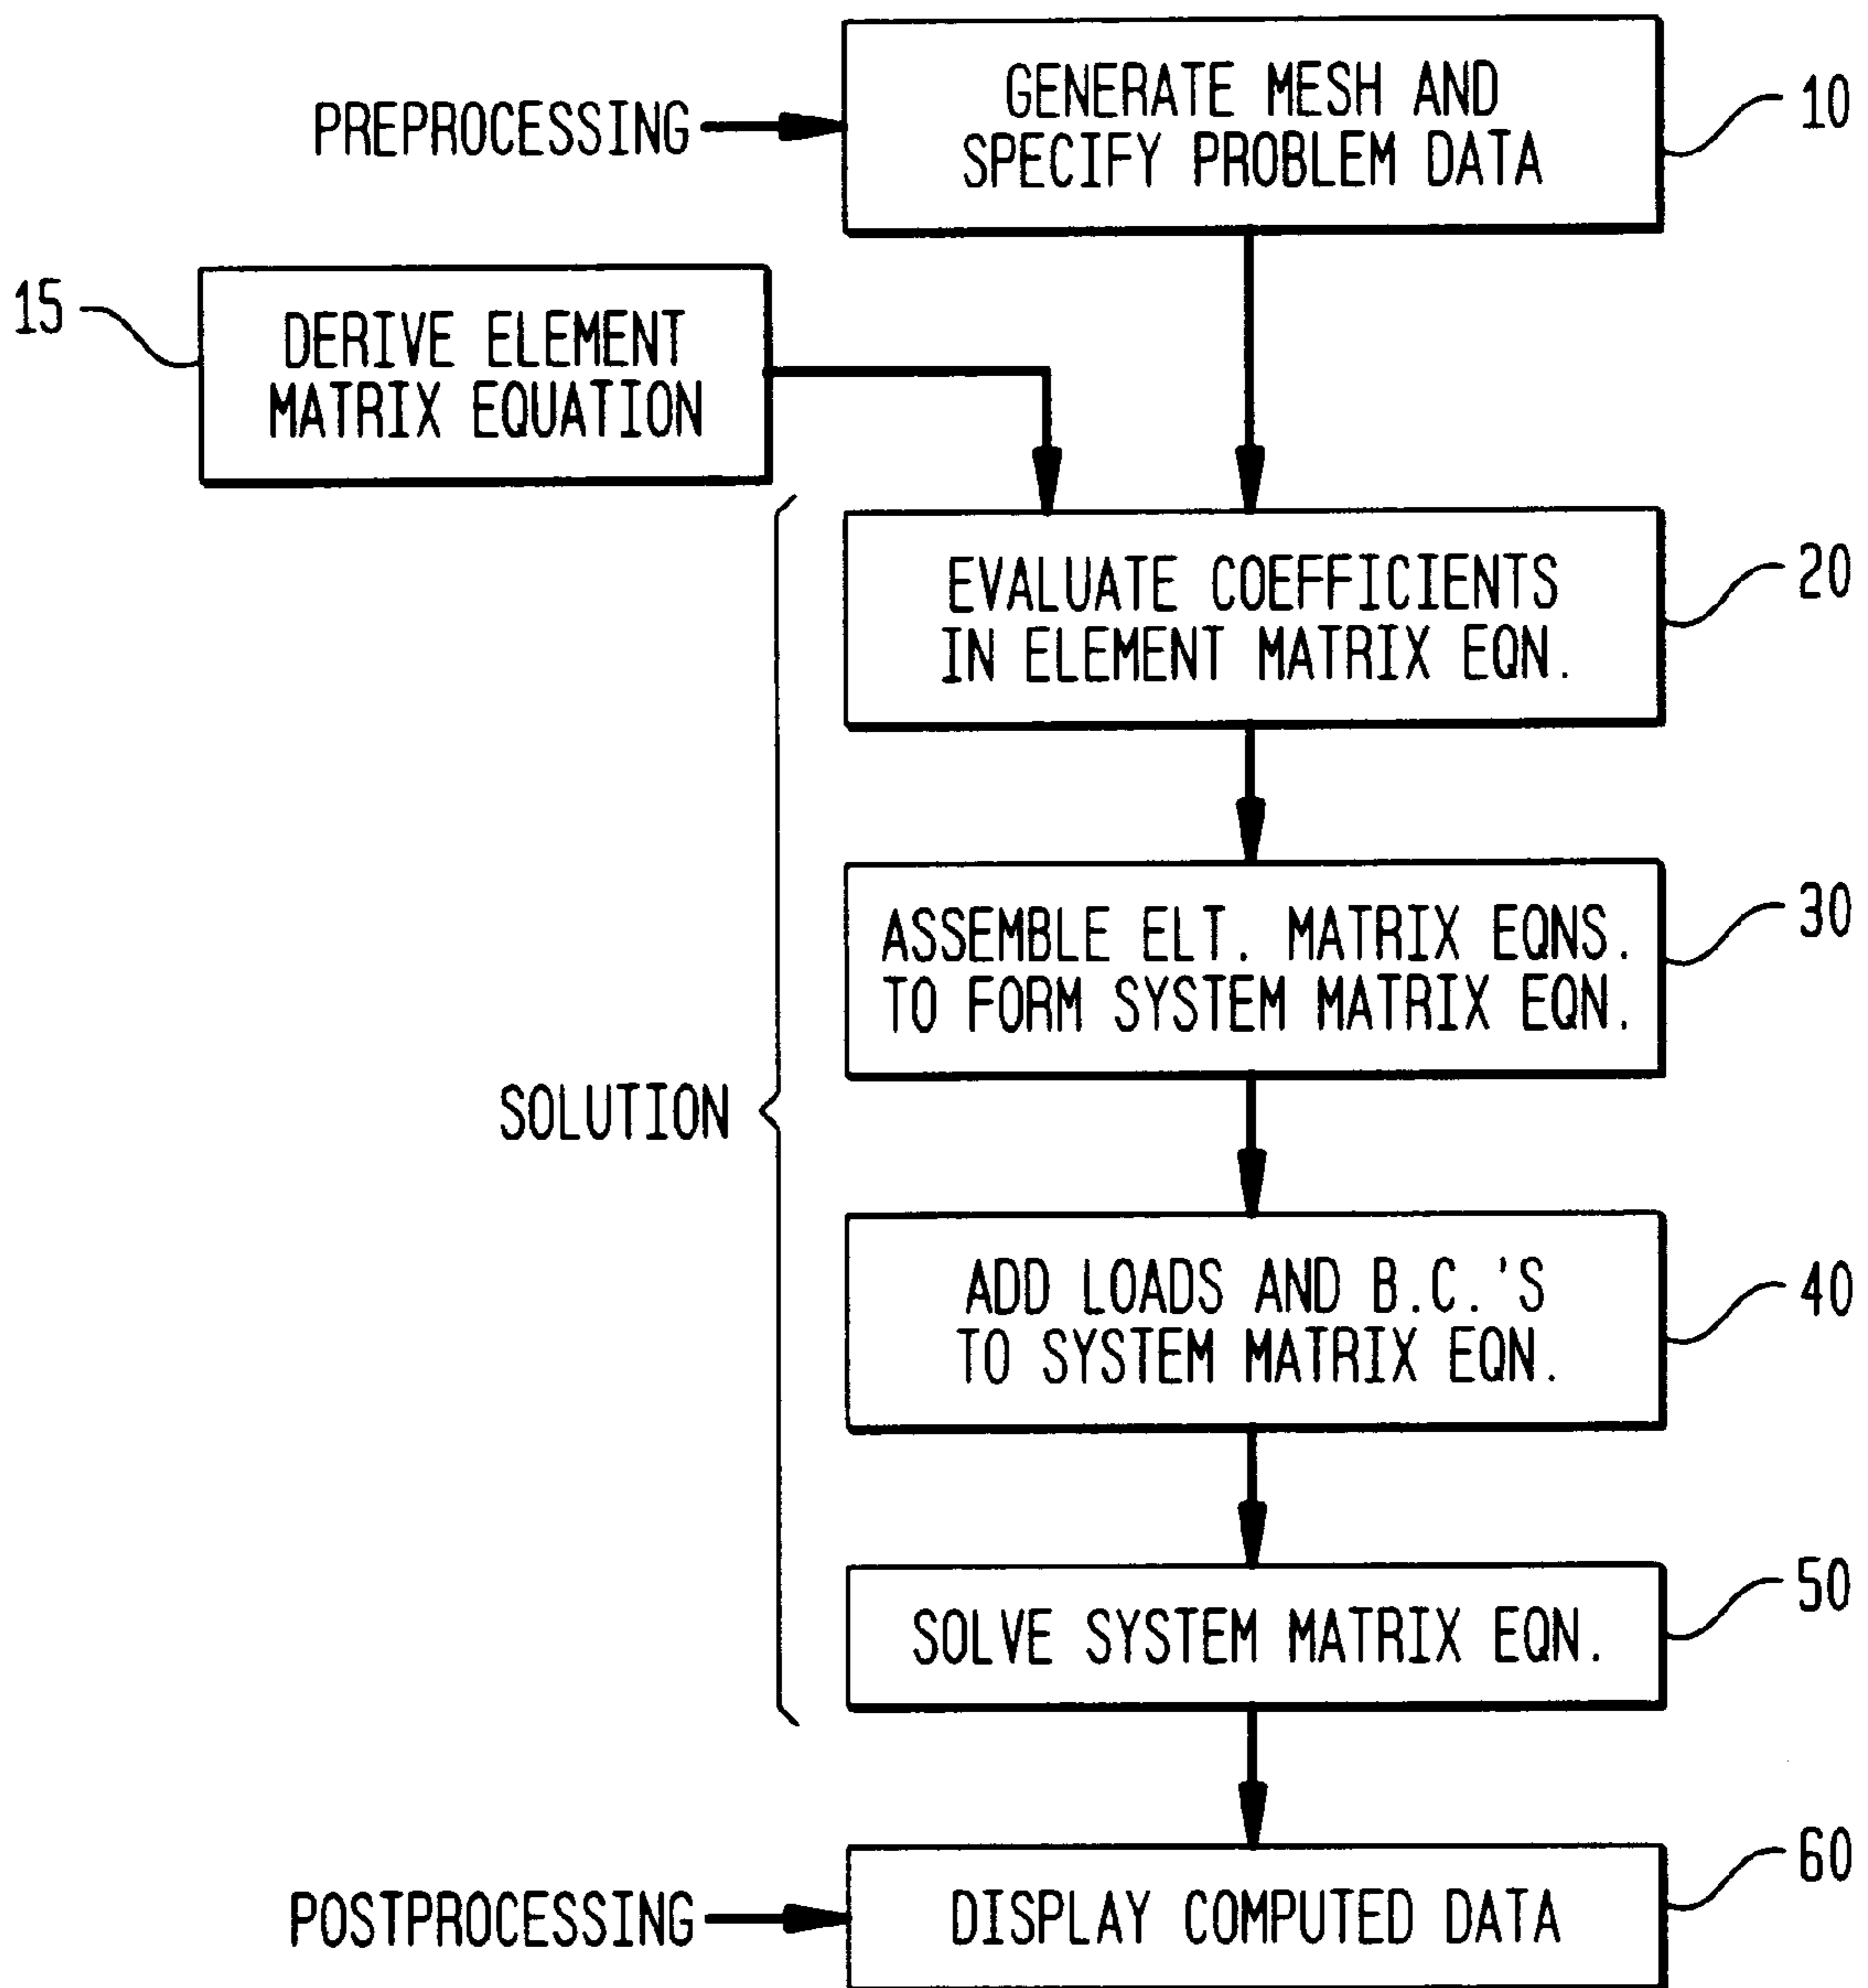 PREPROCESSING
GENERATE MESH AND
SPECIFY PROBLEM DATA
10
15
DERIVE ELEMENT
MATRIX EQUATION
EVALUATE COEFFICIENTS
IN ELEMENT MATRIX EQN.
20
ASSEMBLE ELT. MATRIX EQNS.
TO FORM SYSTEM MATRIX EQN.
30
SOLUTION
ADD LOADS AND B.C.'S
TO SYSTEM MATRIX EQN.
40
SOLVE SYSTEM MATRIX EQN.
50
POSTPROCESSING
DISPLAY COMPUTED DATA
60